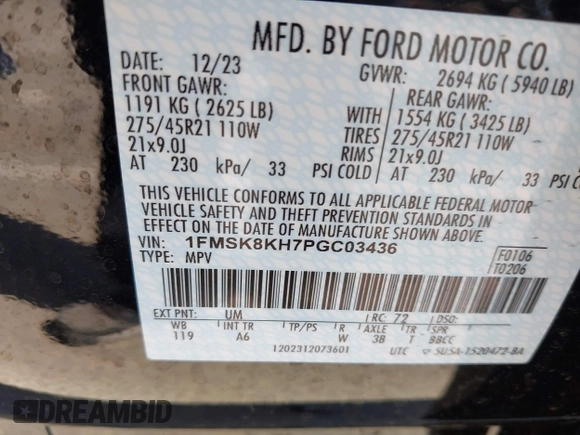 MFD. BY FORD MOTOR CO.
DATE: 12/23 GVWR: 2694 KG ( 5940 LB)
FRONT GAWR: REAR GAWR:
1191 KG ( 2625 LB) WITH 1554 KG ( 3425 LB)
275/45R21 110W TIRES 275/45R21 110W
21x9.0J RIMS 21x9.0J
AT 230 kPa/ 33 PSI COLD AT 230 kPa/ 33 PSI
THIS VEHICLE CONFORMS TO ALL APPLICABLE FEDERAL MOTOR
VEHICLE SAFETY AND THEFT PREVENTION STANDARDS IN
EFFECT ON THE DATE OF MANUFACTURE SHOWN ABOVE.
VIN: 1FMSK8KH7PGC03436 F0106
TYPE: MPV T0206
EXT PNT: UM RC: 72 DSO:
WB INT TR TP/PS R AXLE TR SPR
119 A6 W 3B T BBCC
1202312073601 UTC
DREAMBID